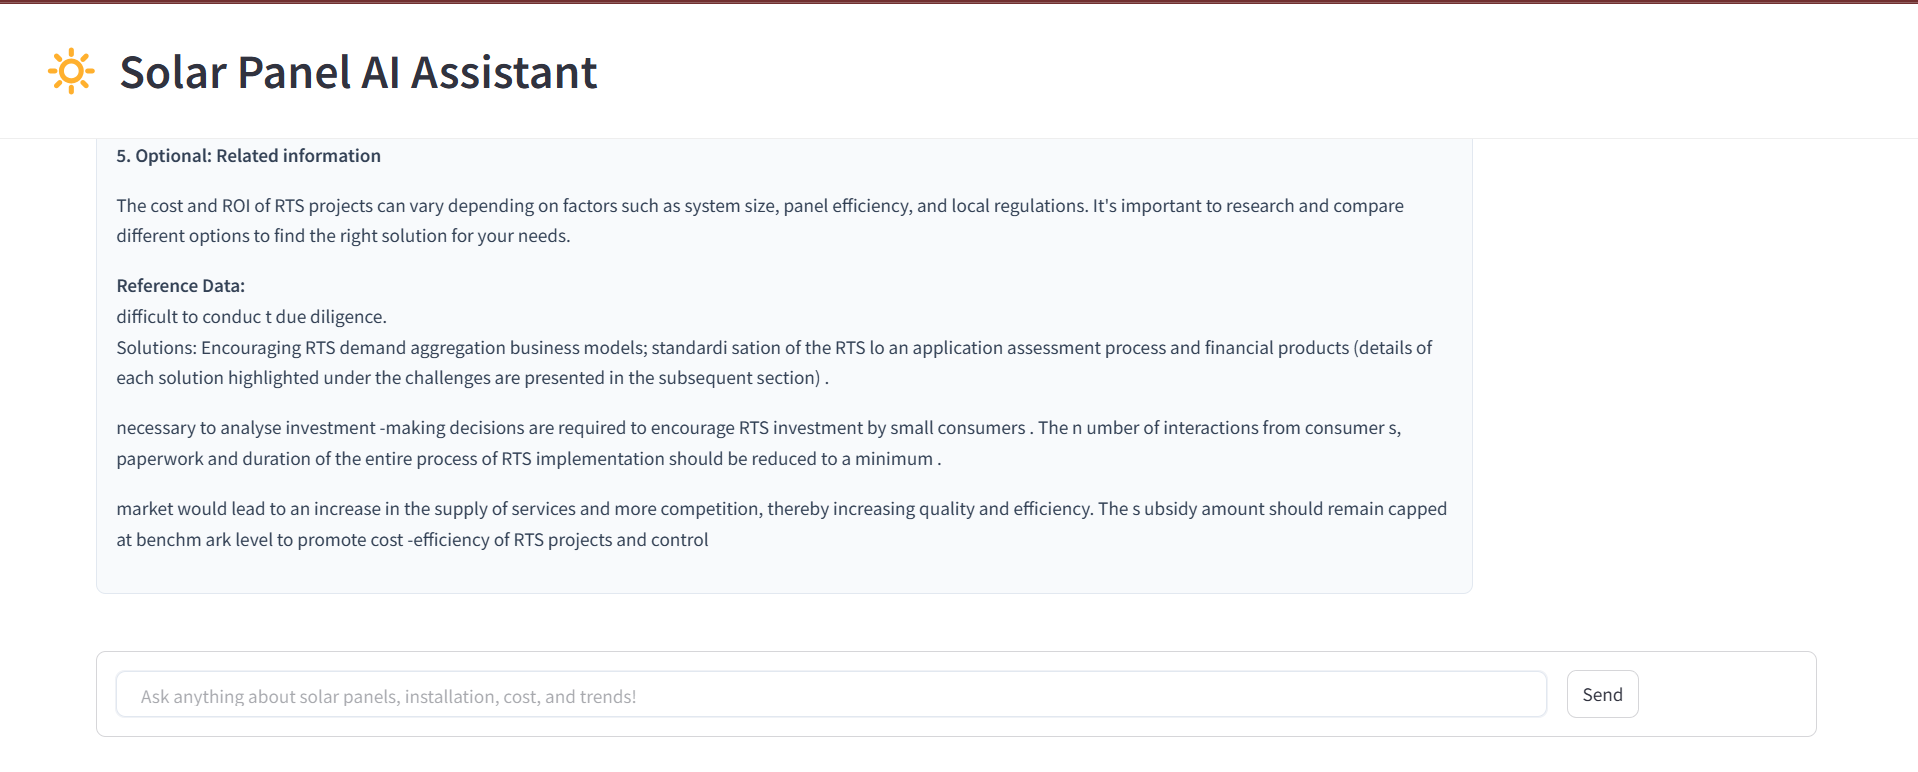 Solar Panel AI Assistant
5. Optional: Related information
The cost and ROI of RTS projects can vary depending on factors such as system size, panel efficiency, and local regulations. It's important to research and compare
different options to find the right solution for your needs.
Reference Data:
difficult to conduc t due diligence.
Solutions: Encouraging RTS demand aggregation business models; standardi sation of the RTS lo an application assessment process and financial products (details of
each solution highlighted under the challenges are presented in the subsequent section) .
necessary to analyse investment -making decisions are required to encourage RTS investment by small consumers . The n umber of interactions from consumer s,
paperwork and duration of the entire process of RTS implementation should be reduced to a minimum .
market would lead to an increase in the supply of services and more competition, thereby increasing quality and efficiency. The s ubsidy amount should remain capped
at benchm ark level to promote cost -efficiency of RTS projects and control
Ask anything about solar panels, installation, cost, and trends!
Send